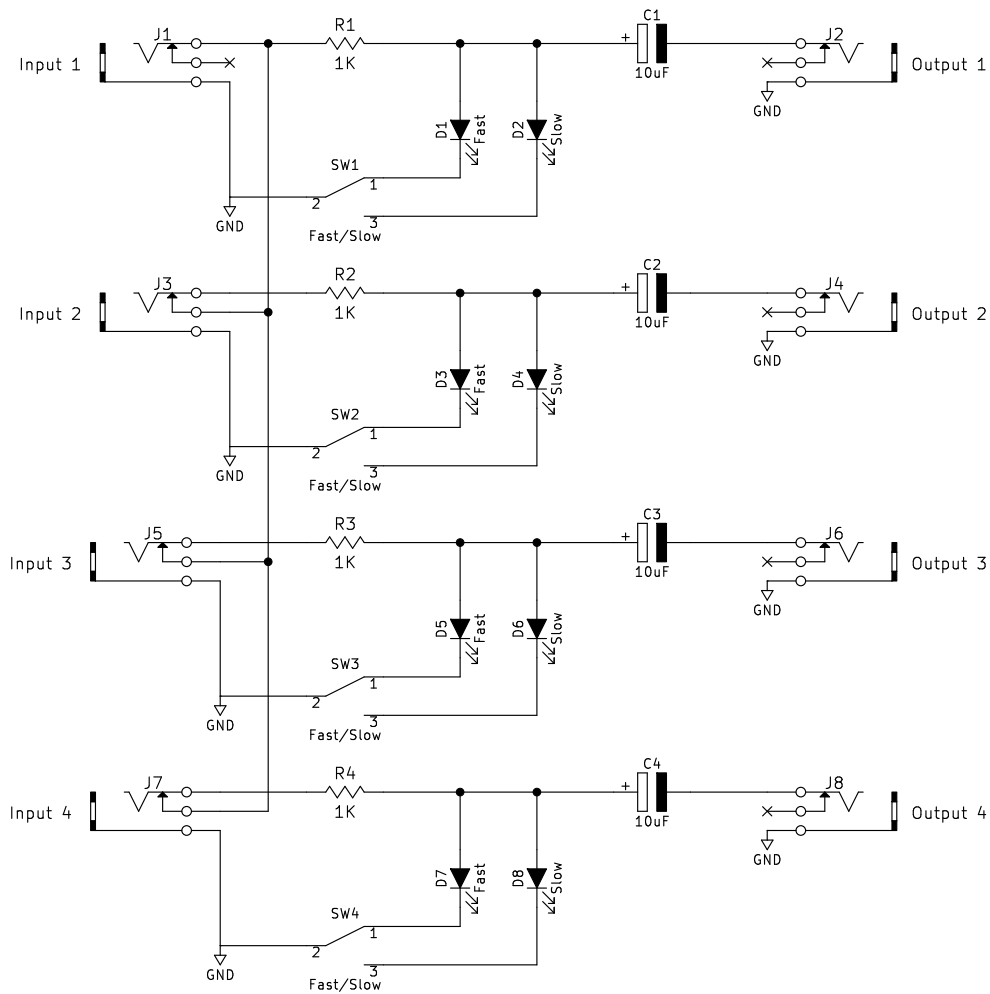 R1
C1
J1
J2
+
Input 1
1K
10uF
Output 1
GND
D1
Fast
D2
Slow
SW1
1
2
3
GND
Fast/Slow
R2
C2
J3
J4
+
Input 2
1K
10uF
Output 2
GND
D3
Fast
D4
Slow
SW2
1
2
3
GND
Fast/Slow
R3
C3
J5
J6
+
Input 3
1K
10uF
Output 3
GND
D5
Fast
D6
Slow
SW3
1
2
3
GND
Fast/Slow
R4
C4
J7
J8
+
Input 4
1K
10uF
Output 4
GND
D7
Fast
D8
Slow
SW4
1
2
3
GND
Fast/Slow